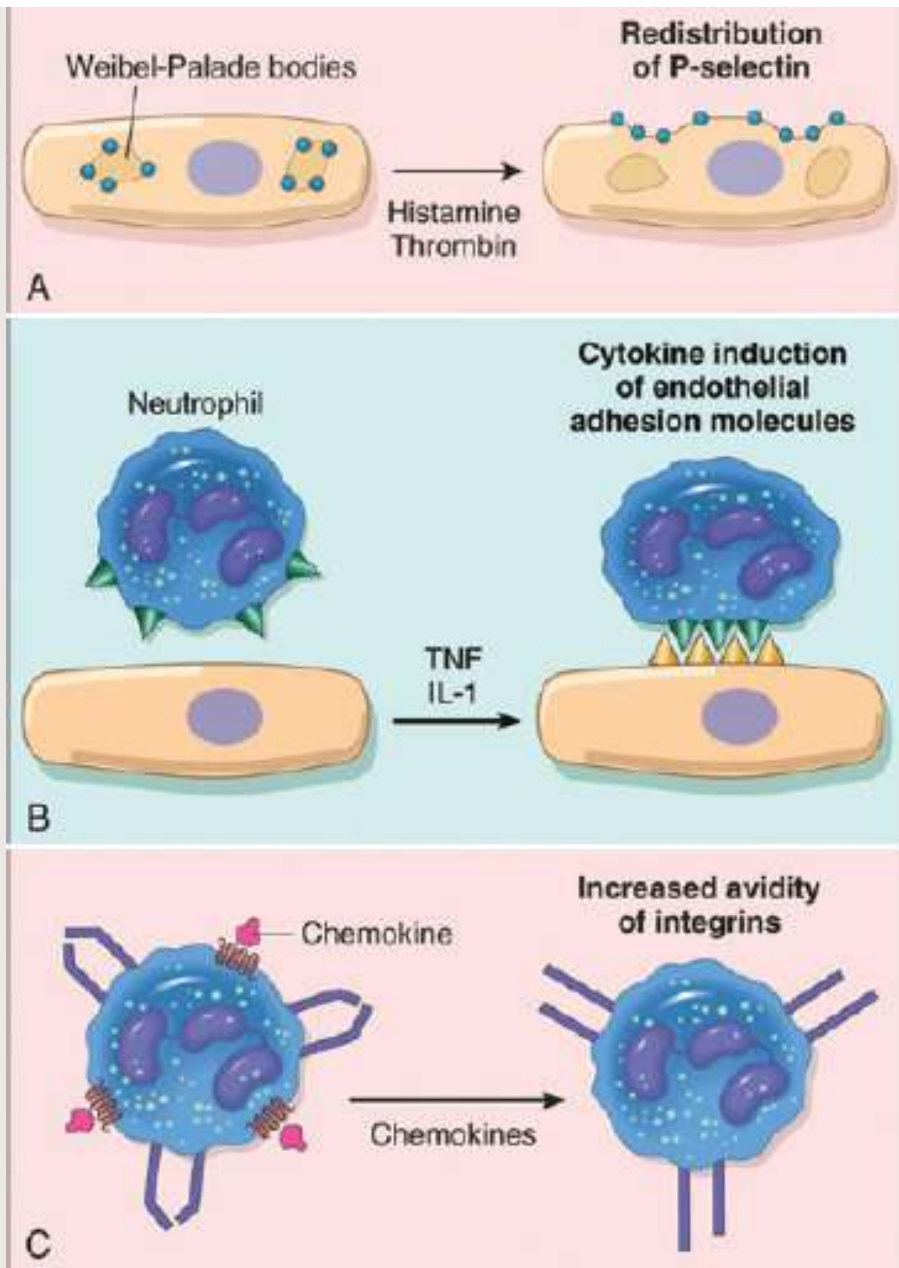 Weibel-Palade bodies
Redistribution
of P-selectin
Histamine
Thrombin
A
Neutrophil
Cytokine induction
of endothelial
adhesion molecules
TNF
IL-1
B
Chemokine
Increased avidity
of integrins
Chemokines
C